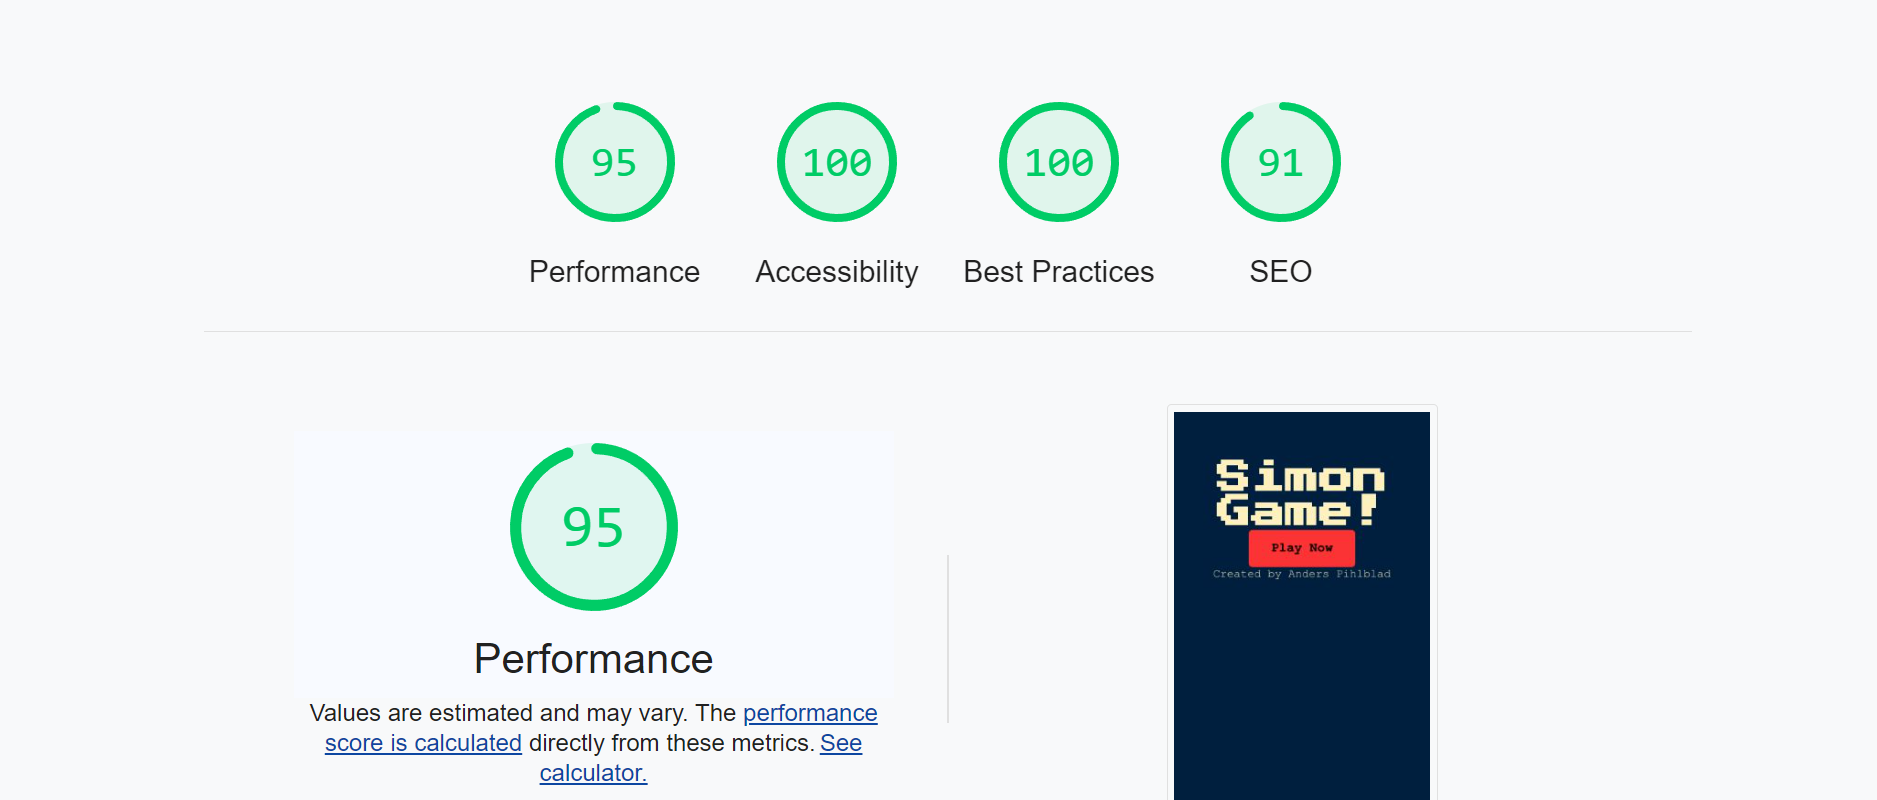 95 100 100 91
Performance Accessibility Best Practices SEO
95
Performance
Values are estimated and may vary. The performance
score is calculated directly from these metrics. See
calculator.
Simon
Game!
Play Now
Created by Anders Pihlblad